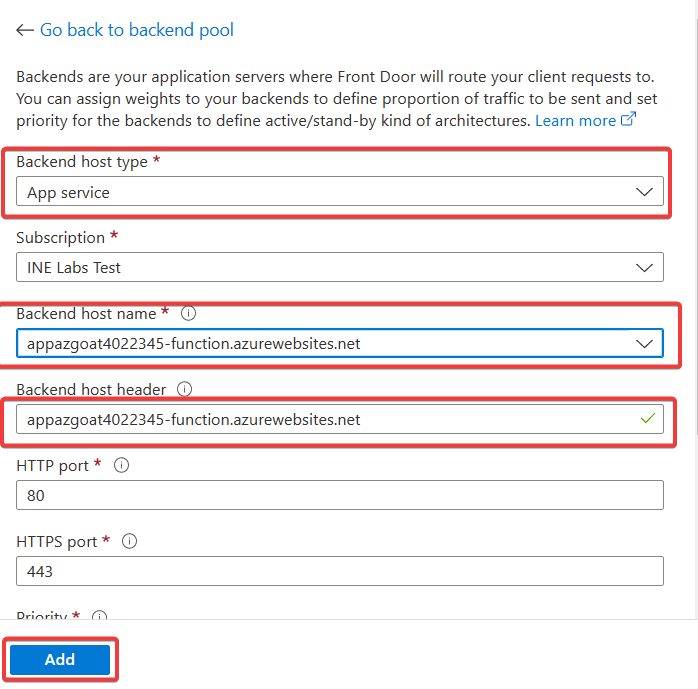 Go back to backend pool
Backends are your application servers where Front Door will route your client requests to.
You can assign weights to your backends to define proportion of traffic to be sent and set
priority for the backends to define active/stand-by kind of architectures. Learn more
Backend host type *
App service
Subscription *
INE Labs Test
Backend host name *
appazgoat4022345-function.azurewebsites.net
Backend host header
appazgoat4022345-function.azurewebsites.net
HTTP port *
80
HTTPS port *
443
Priority *
Add